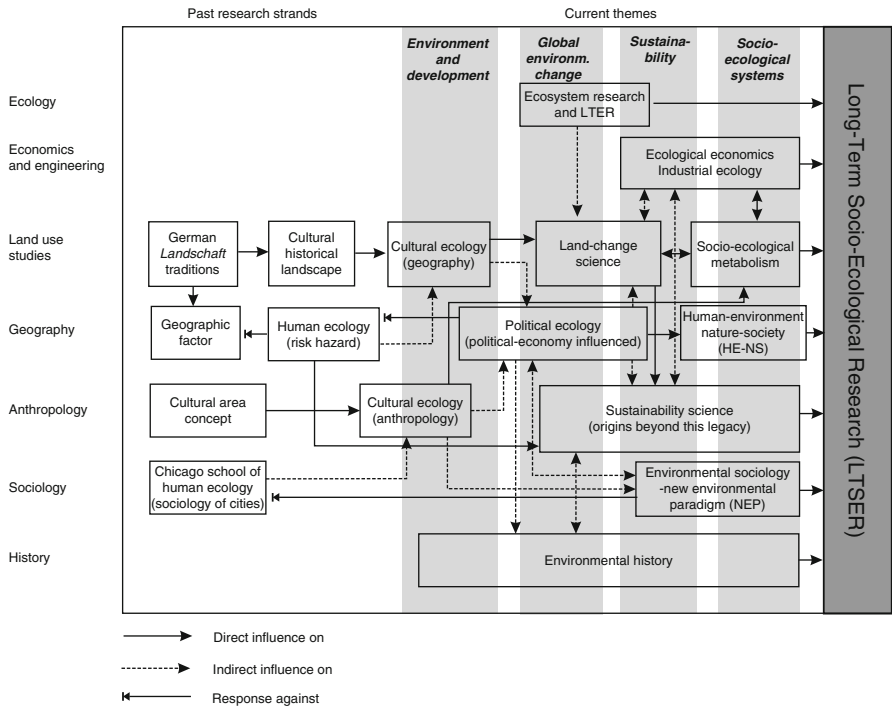 Past research strands
Current themes
Environment and
development
Global
environm.
change
Sustaina-
bility
Socio-
ecological
systems
Ecology
Ecosystem research
and LTER
Economics
and engineering
Ecological economics
Industrial ecology
Land use
studies
German
Landschaft
traditions
Cultural
historical
landscape
Cultural ecology
(geography)
Land-change
science
Socio-ecological
metabolism
Geography
Geographic
factor
Human ecology
(risk hazard)
Political ecology
(political-economy influenced)
Human-environment
nature-society
(HE-NS)
Anthropology
Cultural area
concept
Cultural ecology
(anthropology)
Sustainability science
(origins beyond this legacy)
Sociology
Chicago school of
human ecology
(sociology of cities)
Environmental sociology
-new environmental
paradigm (NEP)
History
Environmental history
Long-Term Socio-Ecological Research (LTSER)
Direct influence on
Indirect influence on
Response against